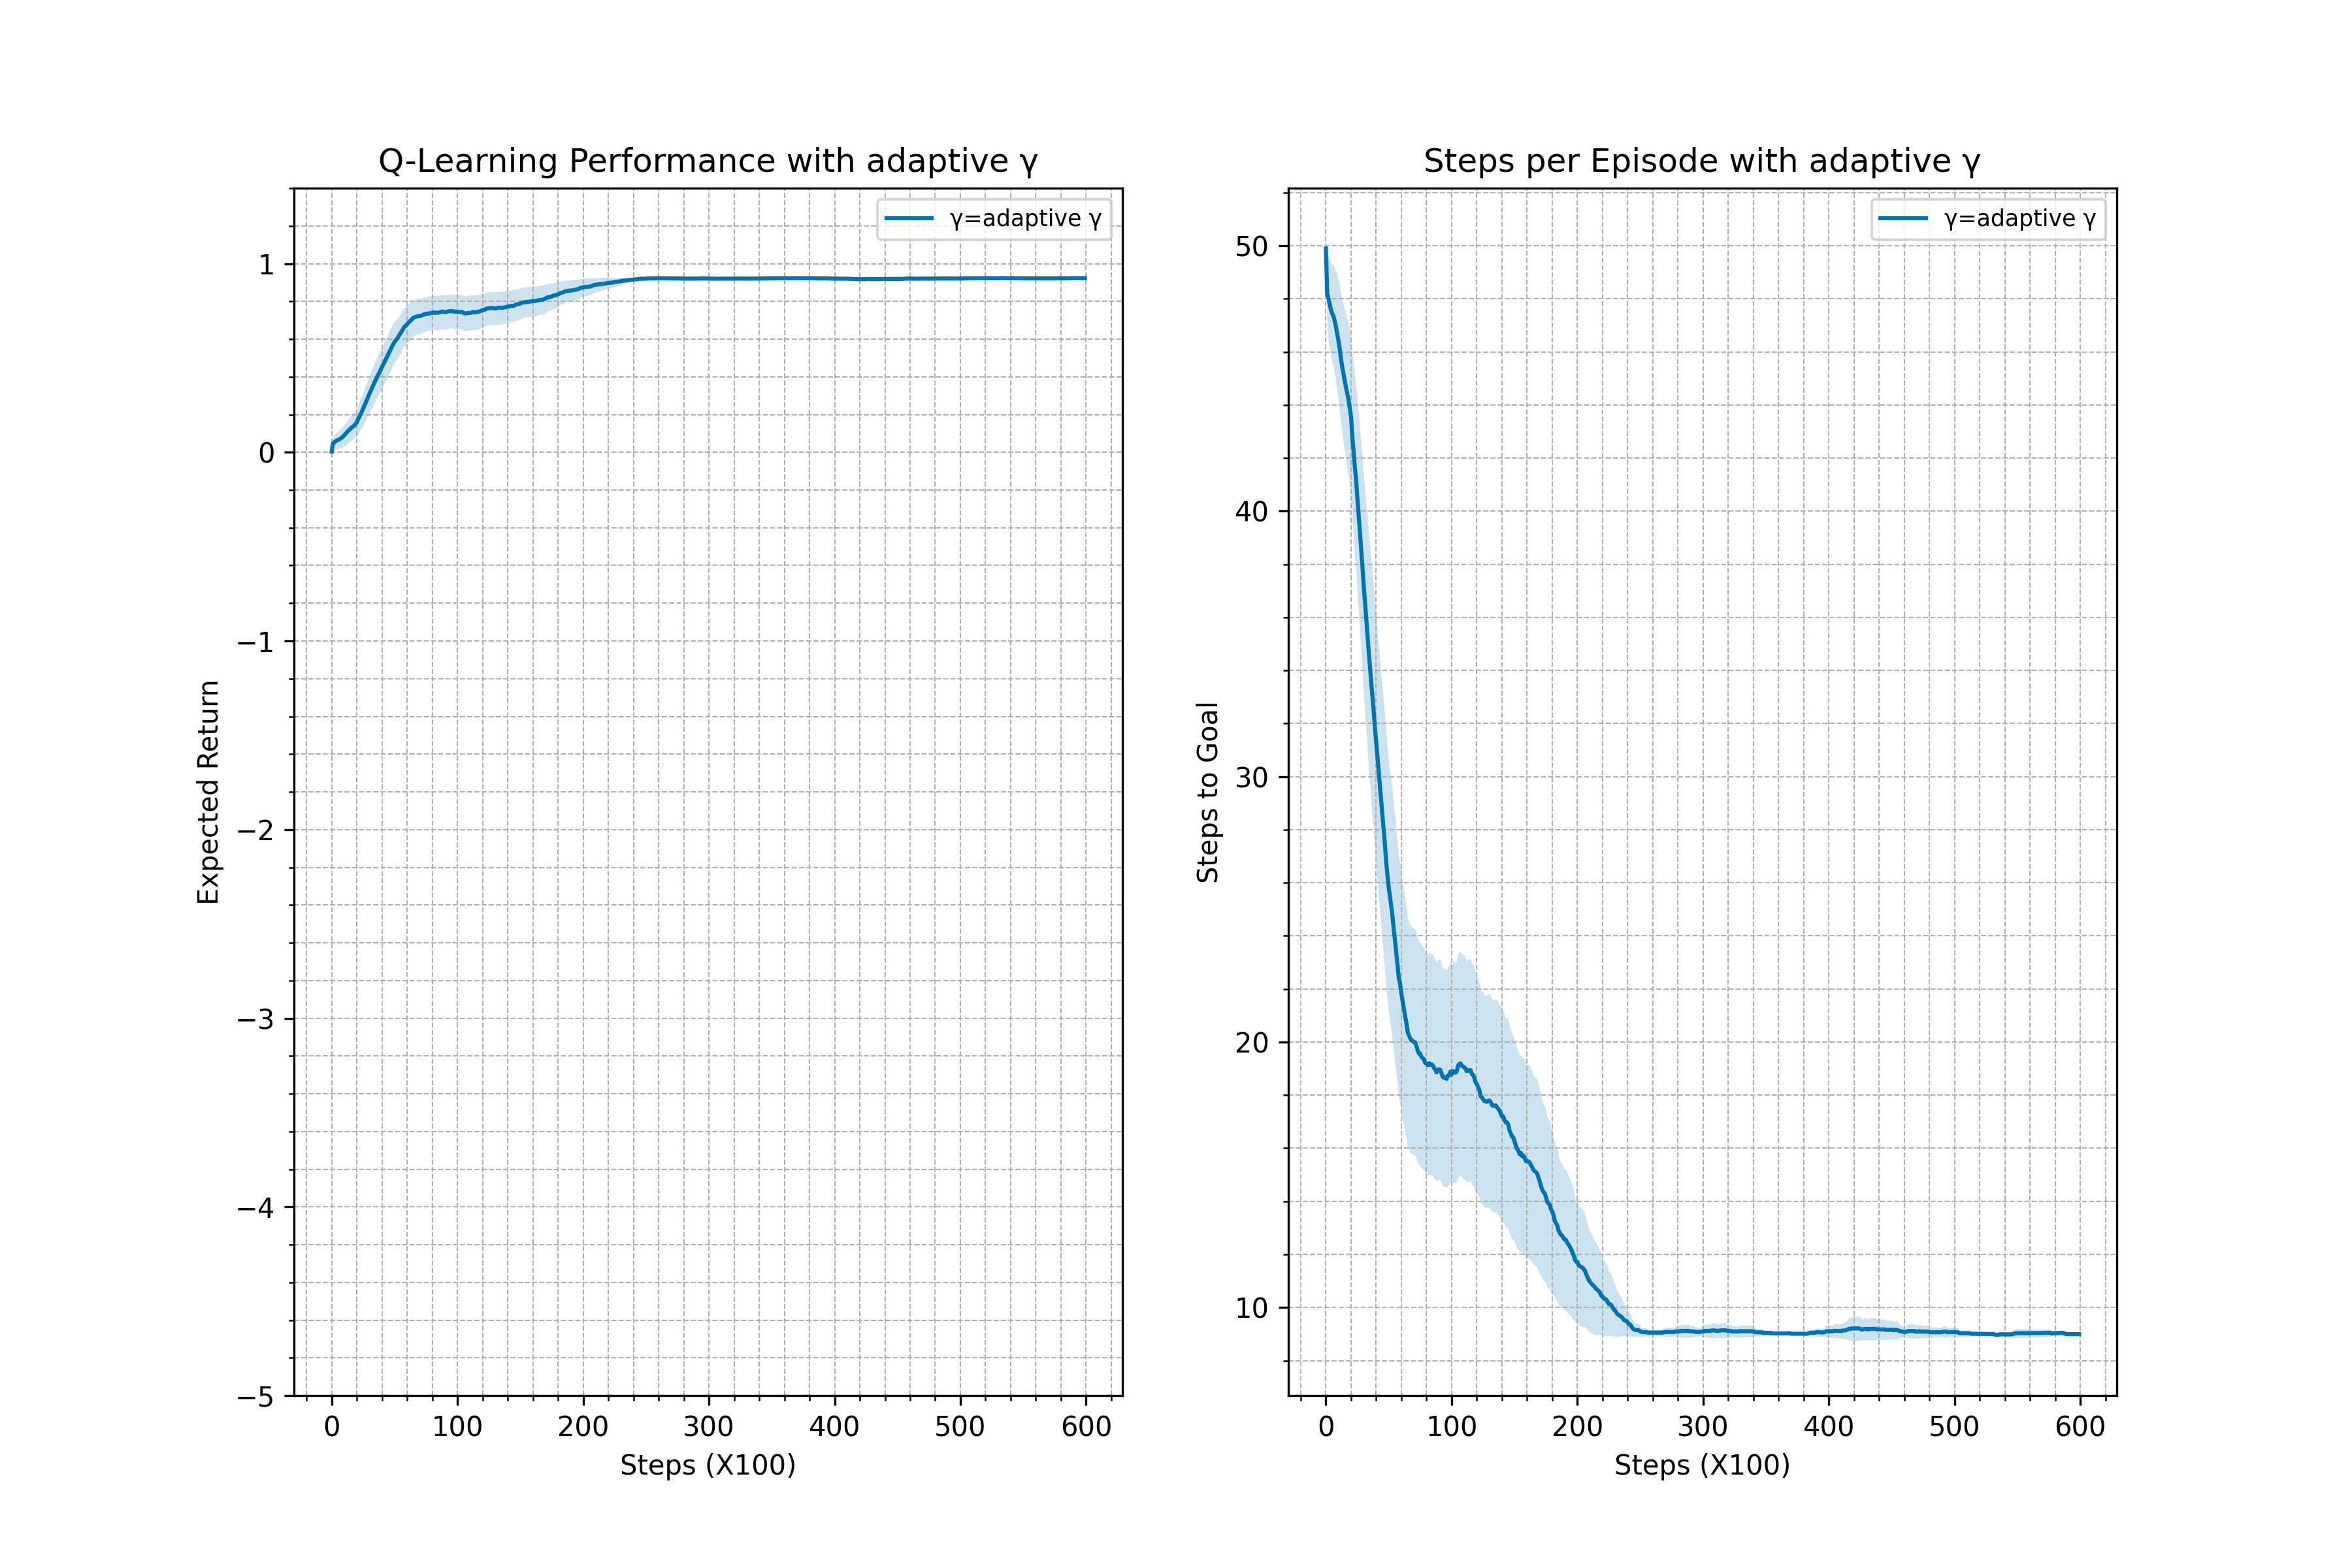 Q-Learning Performance with adaptive γ
γ=adaptive γ
Expected Return
1
0
−1
−2
−3
−4
−5
0 100 200 300 400 500 600
Steps (X100)
Steps per Episode with adaptive γ
γ=adaptive γ
Steps to Goal
50
40
30
20
10
0 100 200 300 400 500 600
Steps (X100)